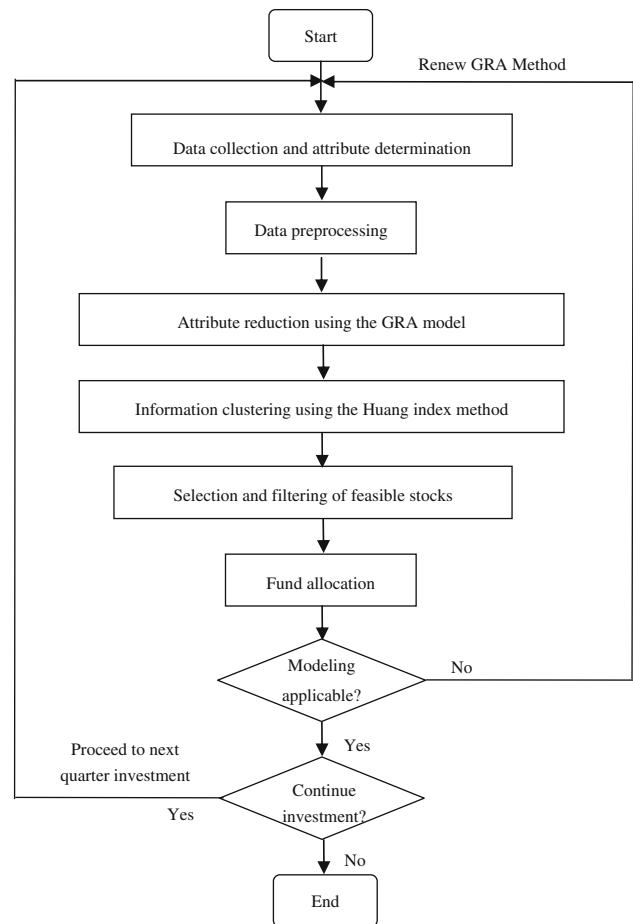 Start
Renew GRA Method
Data collection and attribute determination
Data preprocessing
Attribute reduction using the GRA model
Information clustering using the Huang index method
Selection and filtering of feasible stocks
Fund allocation
Modeling
applicable?
No
Yes
Proceed to next
quarter investment
Yes
Continue
investment?
No
End